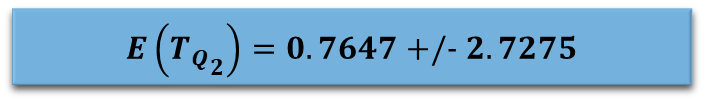 E(T_{Q_2}) = 0.7647 +/- 2.7275